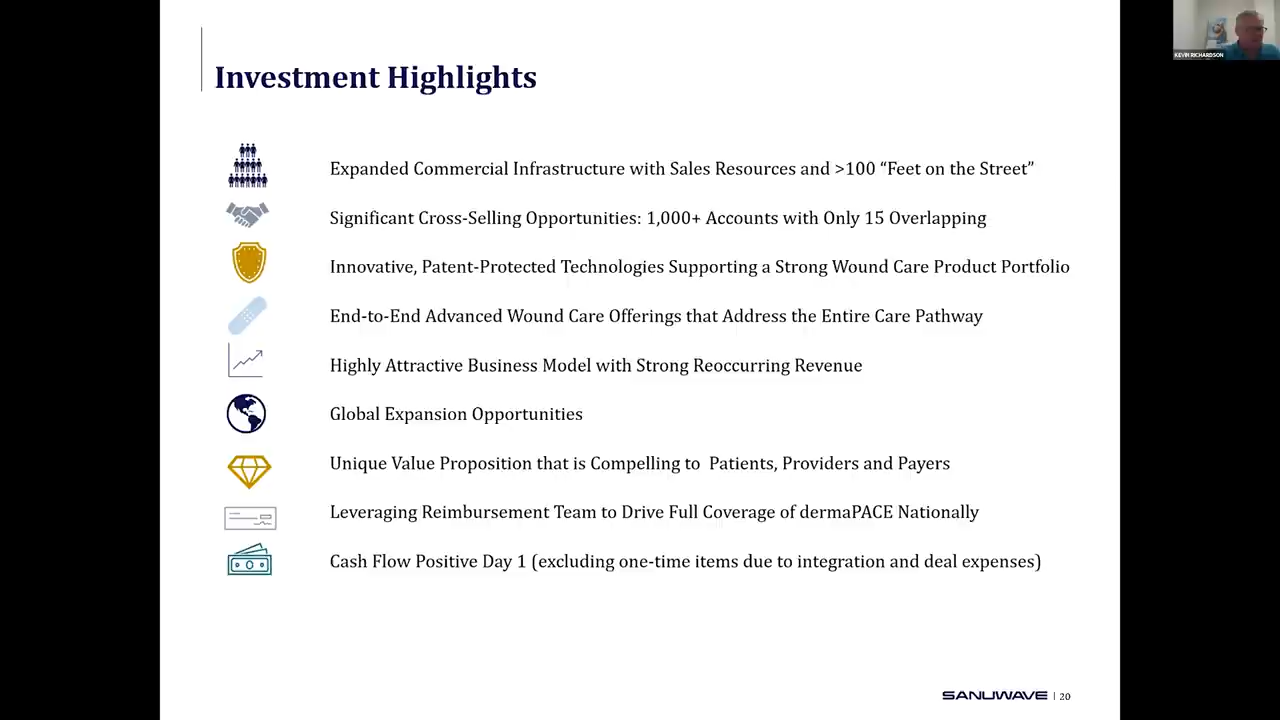 KEVIN RICHARDSON
Investment Highlights
Expanded Commercial Infrastructure with Sales Resources and >100 “Feet on the Street”
Significant Cross-Selling Opportunities: 1,000+ Accounts with Only 15 Overlapping
Innovative, Patent-Protected Technologies Supporting a Strong Wound Care Product Portfolio
End-to-End Advanced Wound Care Offerings that Address the Entire Care Pathway
Highly Attractive Business Model with Strong Reoccurring Revenue
Global Expansion Opportunities
Unique Value Proposition that is Compelling to  Patients, Providers and Payers
Leveraging Reimbursement Team to Drive Full Coverage of dermaPACE Nationally
Cash Flow Positive Day 1 (excluding one-time items due to integration and deal expenses)
SANUWAVE | 20